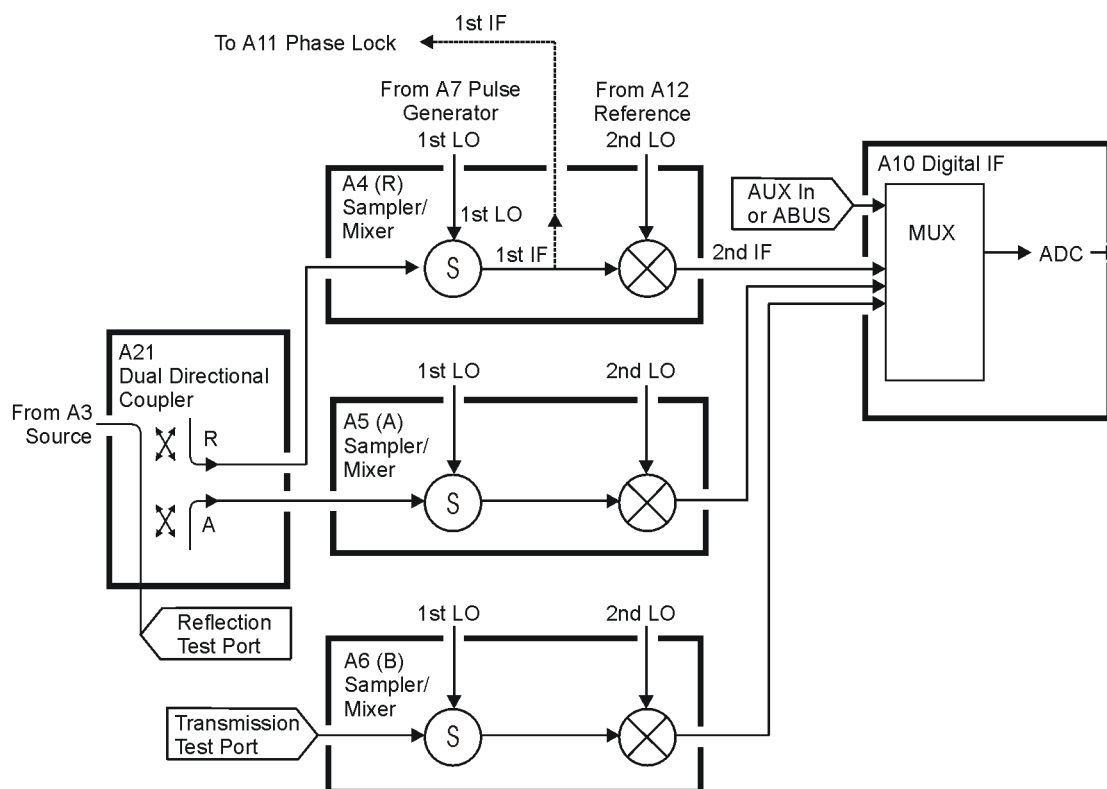 1st IF
To A11 Phase Lock
From A7 Pulse
Generator
1st LO
From A12
Reference
2nd LO
A4 (R)
Sampler/
Mixer
1st LO
S
1st IF
2nd IF
AUX In
or ABUS
A10 Digital IF
MUX
ADC
A21
Dual Directional
Coupler
From A3
Source
R
A
1st LO
2nd LO
A5 (A)
Sampler/
Mixer
S
Reflection
Test Port
1st LO
2nd LO
A6 (B)
Sampler/
Mixer
S
Transmission
Test Port